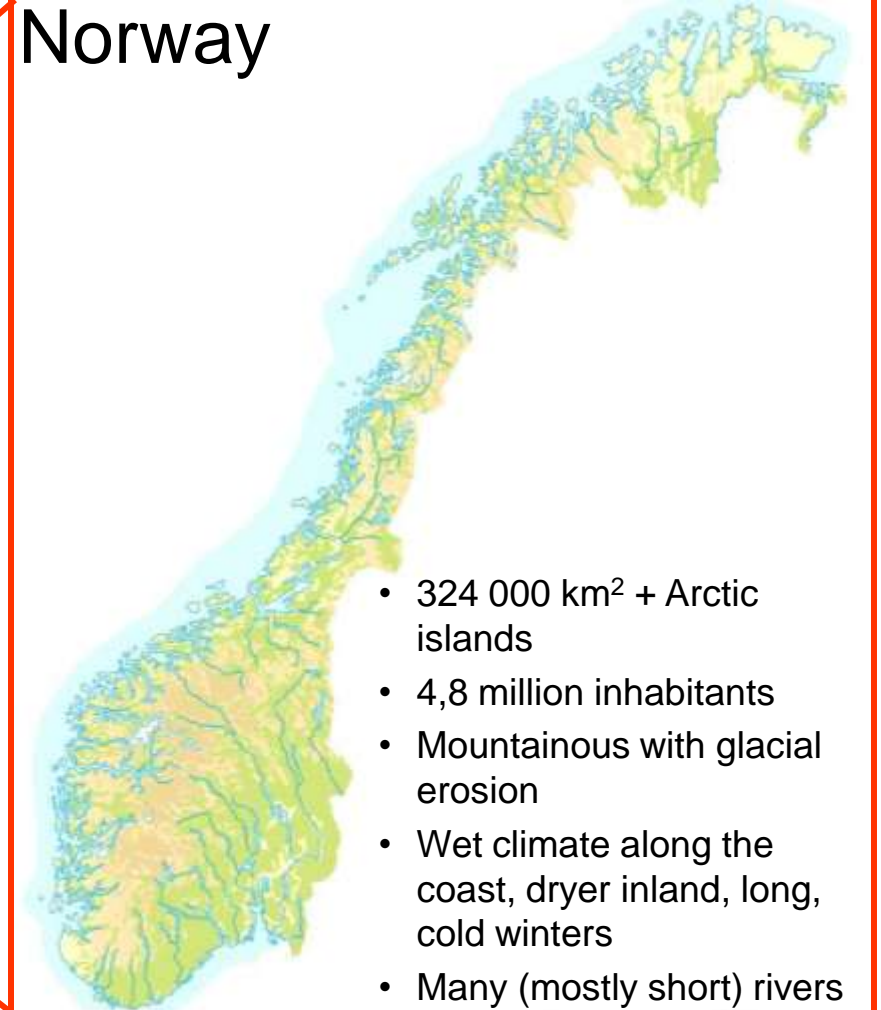 Norway
• 324 000 km² + Arctic
islands
• 4,8 million inhabitants
• Mountainous with glacial
erosion
• Wet climate along the
coast, dryer inland, long,
cold winters
• Many (mostly short) rivers